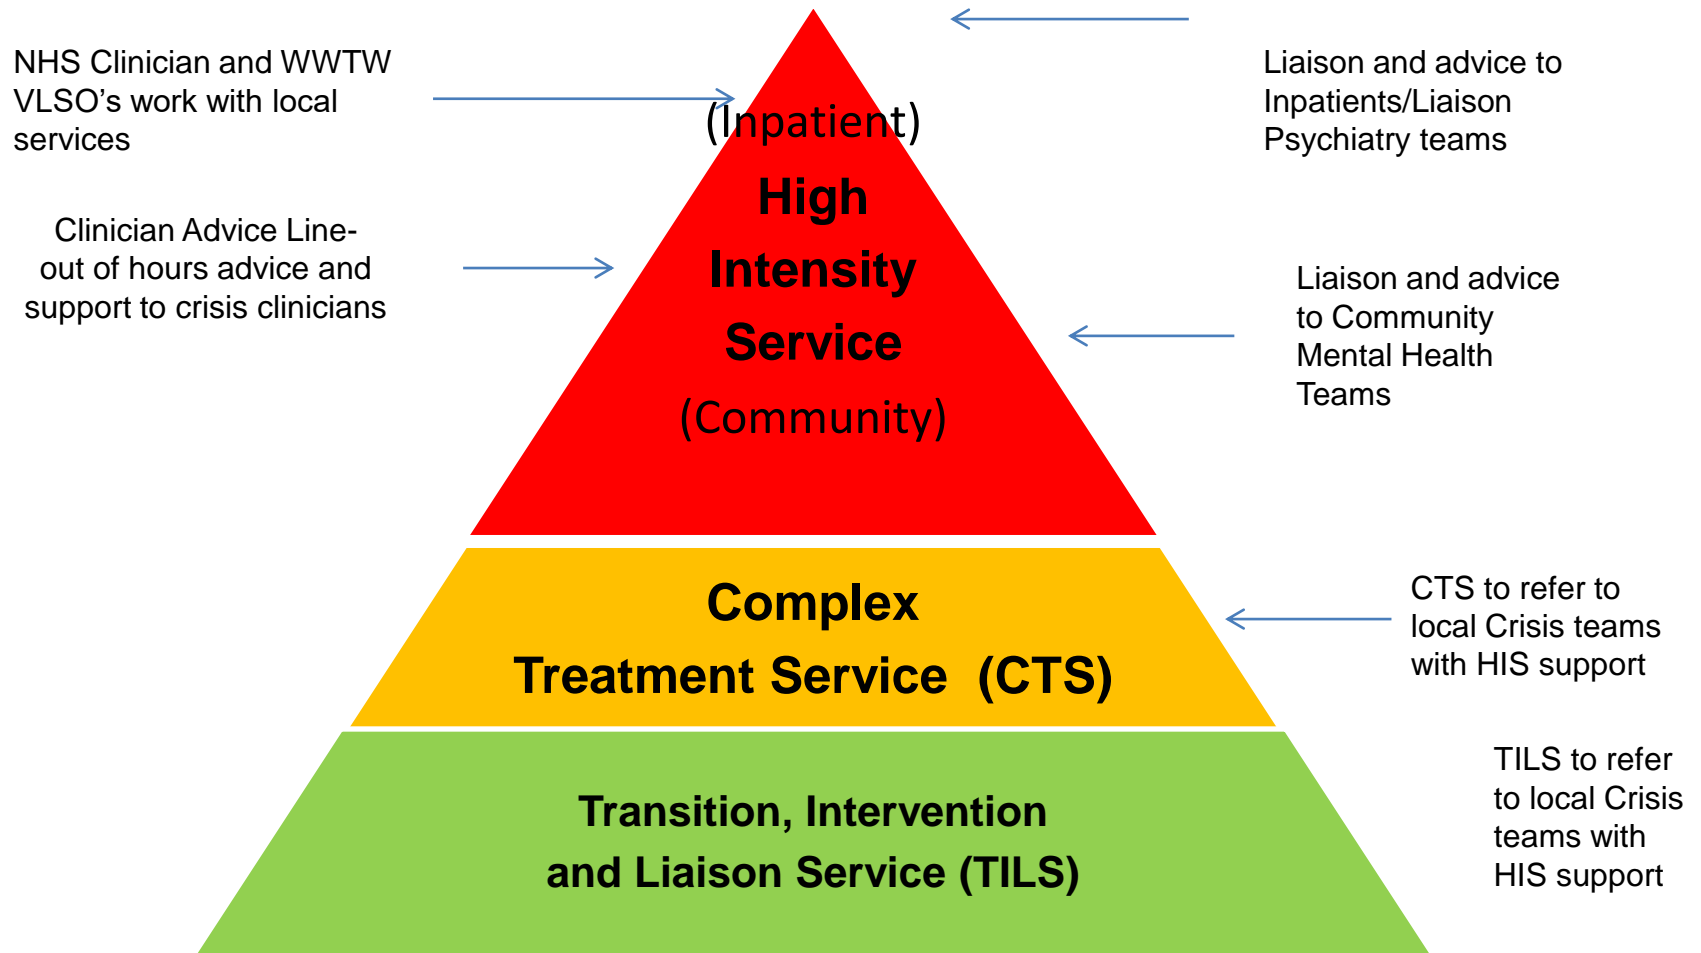 NHS Clinician and WWTW
VLSO’s work with local
services
Clinician Advice Line-
out of hours advice and
support to crisis clinicians
(Inpatient)
High
Intensity
Service
(Community)
Complex
Treatment Service (CTS)
Transition, Intervention
and Liaison Service (TILS)
Liaison and advice to
Inpatients/Liaison
Psychiatry teams
Liaison and advice
to Community
Mental Health
Teams
CTS to refer to
local Crisis teams
with HIS support
TILS to refer
to local Crisis
teams with
HIS support